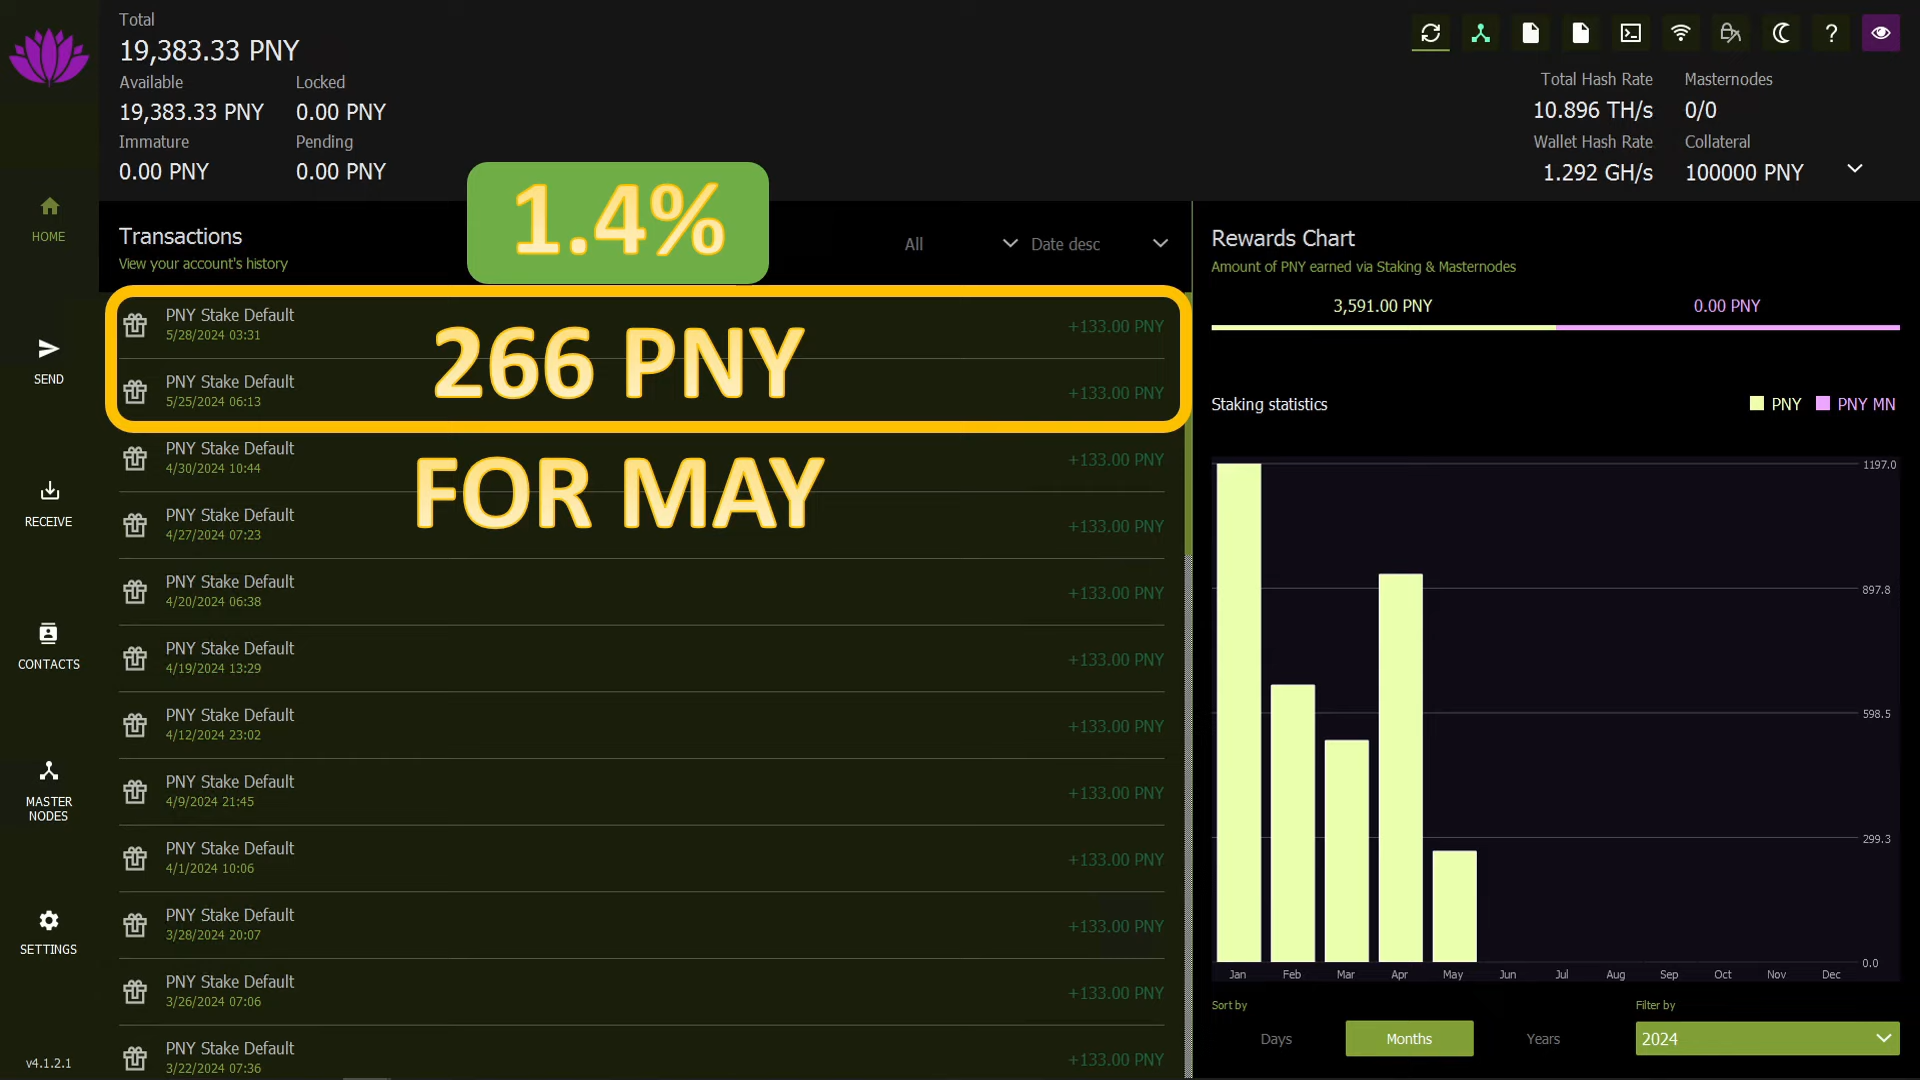 Total
19,383.33 PNY
Available
Locked
19,383.33 PNY
0.00 PNY
Immature
Pending
0.00 PNY
0.00 PNY
Total Hash Rate
Masternodes
10.896 TH/s
0/0
Wallet Hash Rate
Collateral
1.292 GH/s
100000 PNY
HOME
SEND
RECEIVE
CONTACTS
MASTER
NODES
SETTINGS
v4.1.2.1
Transactions
View your account's history
1.4%
All
Date desc
PNY Stake Default
5/28/2024 03:31
+133.00 PNY
266 PNY
PNY Stake Default
5/25/2024 06:13
+133.00 PNY
PNY Stake Default
4/30/2024 10:44
+133.00 PNY
FOR MAY
PNY Stake Default
4/27/2024 07:23
+133.00 PNY
PNY Stake Default
4/20/2024 06:38
+133.00 PNY
PNY Stake Default
4/19/2024 13:29
+133.00 PNY
PNY Stake Default
4/12/2024 23:02
+133.00 PNY
PNY Stake Default
4/9/2024 21:45
+133.00 PNY
PNY Stake Default
4/1/2024 10:06
+133.00 PNY
PNY Stake Default
3/28/2024 20:07
+133.00 PNY
PNY Stake Default
3/26/2024 07:06
+133.00 PNY
PNY Stake Default
3/22/2024 07:36
+133.00 PNY
Rewards Chart
Amount of PNY earned via Staking & Masternodes
3,591.00 PNY
0.00 PNY
Staking statistics
PNY
PNY MN
1197.0
897.8
598.5
299.3
0.0
Jan Feb Mar Apr May Jun Jul Aug Sep Oct Nov Dec
Sort by
Filter by
Days
Months
Years
2024